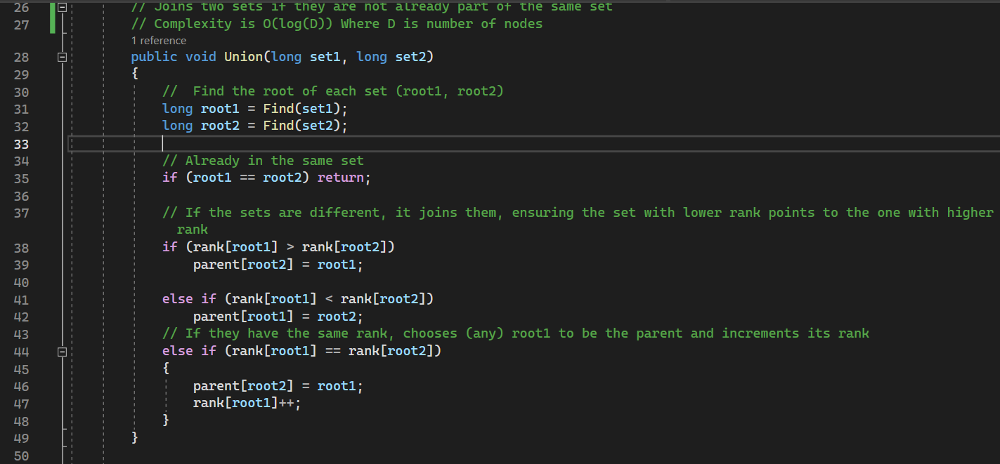 26 // Joins two sets if they are not already part of the same set
27 // Complexity is O(log(D)) Where D is number of nodes
1 reference
28 public void Union(long set1, long set2)
29 {
30 //  Find the root of each set (root1, root2)
31 long root1 = Find(set1);
32 long root2 = Find(set2);
33
34 // Already in the same set
35 if (root1 == root2) return;
36
37 // If the sets are different, it joins them, ensuring the set with lower rank points to the one with higher
rank
38 if (rank[root1] > rank[root2])
39 parent[root2] = root1;
40
41 else if (rank[root1] < rank[root2])
42 parent[root1] = root2;
43 // If they have the same rank, chooses (any) root1 to be the parent and increments its rank
44 else if (rank[root1] == rank[root2])
45 {
46 parent[root2] = root1;
47 rank[root1]++;
48 }
49 }
50